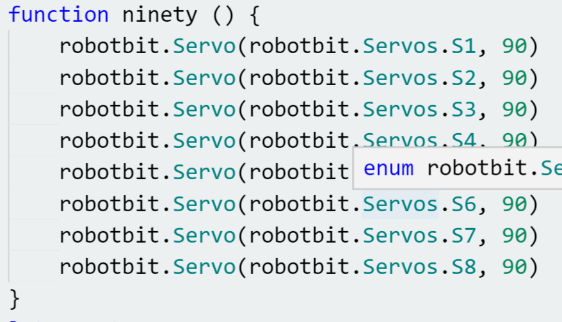 function ninety () {
    robotbit.Servo(robotbit.Servos.S1, 90)
    robotbit.Servo(robotbit.Servos.S2, 90)
    robotbit.Servo(robotbit.Servos.S3, 90)
    robotbit.Servo(robotbit.Servos.S4, 90)
    robotbit.Servo(robotbit enum robotbit.Se
    robotbit.Servo(robotbit.Servos.S6, 90)
    robotbit.Servo(robotbit.Servos.S7, 90)
    robotbit.Servo(robotbit.Servos.S8, 90)
}